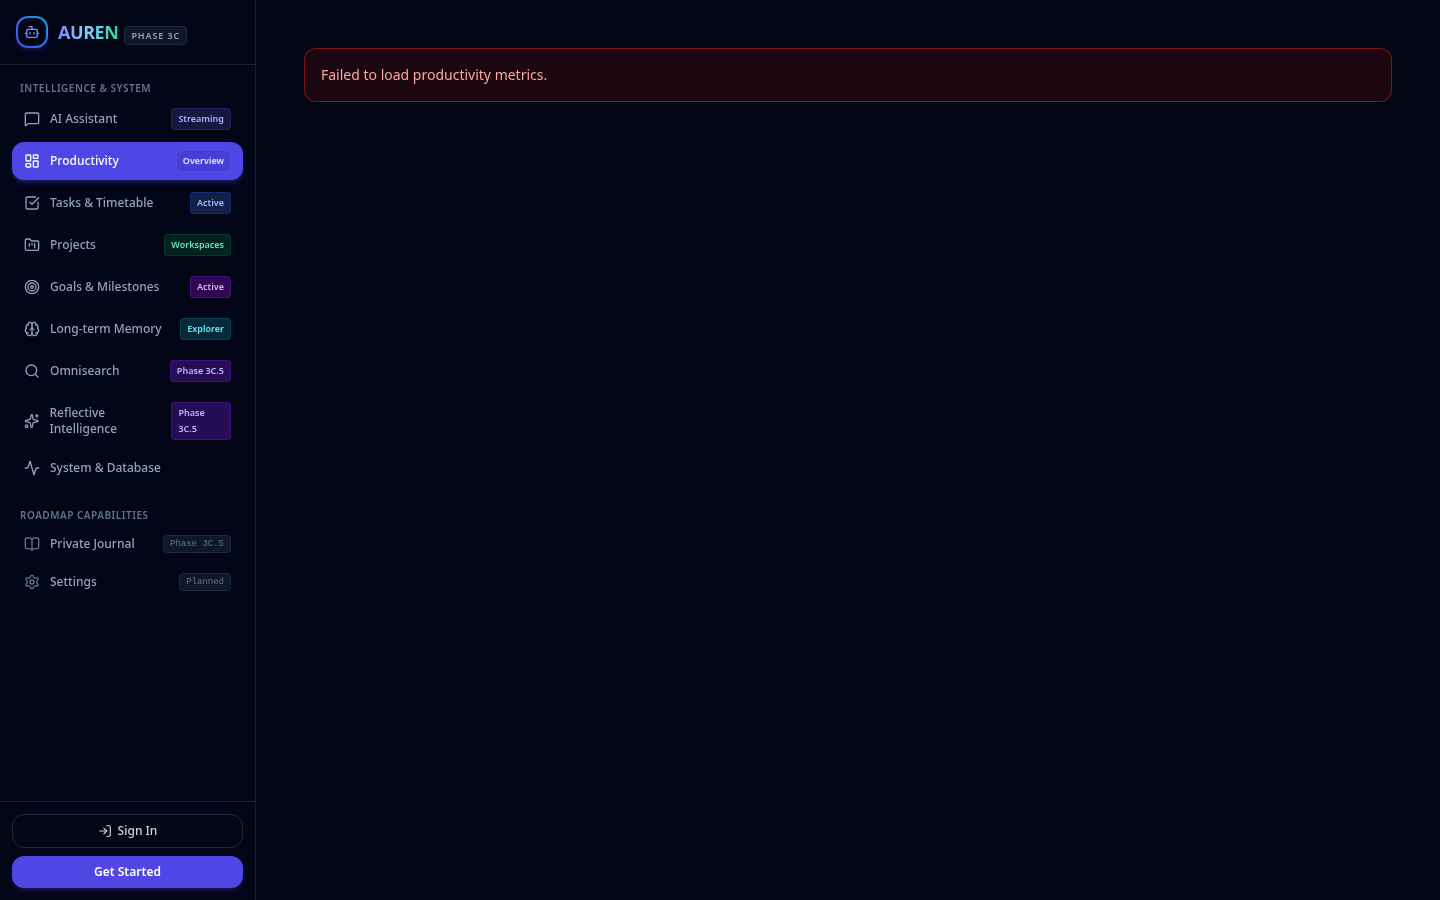 AUREN PHASE 3C
INTELLIGENCE & SYSTEM
AI Assistant Streaming
Productivity Overview
Tasks & Timetable Active
Projects Workspaces
Goals & Milestones Active
Long-term Memory Explorer
Omnisearch Phase 3C.5
Reflective Phase
Intelligence 3C.5
System & Database
ROADMAP CAPABILITIES
Private Journal Phase 3C.5
Settings Planned
Sign In
Get Started
Failed to load productivity metrics.